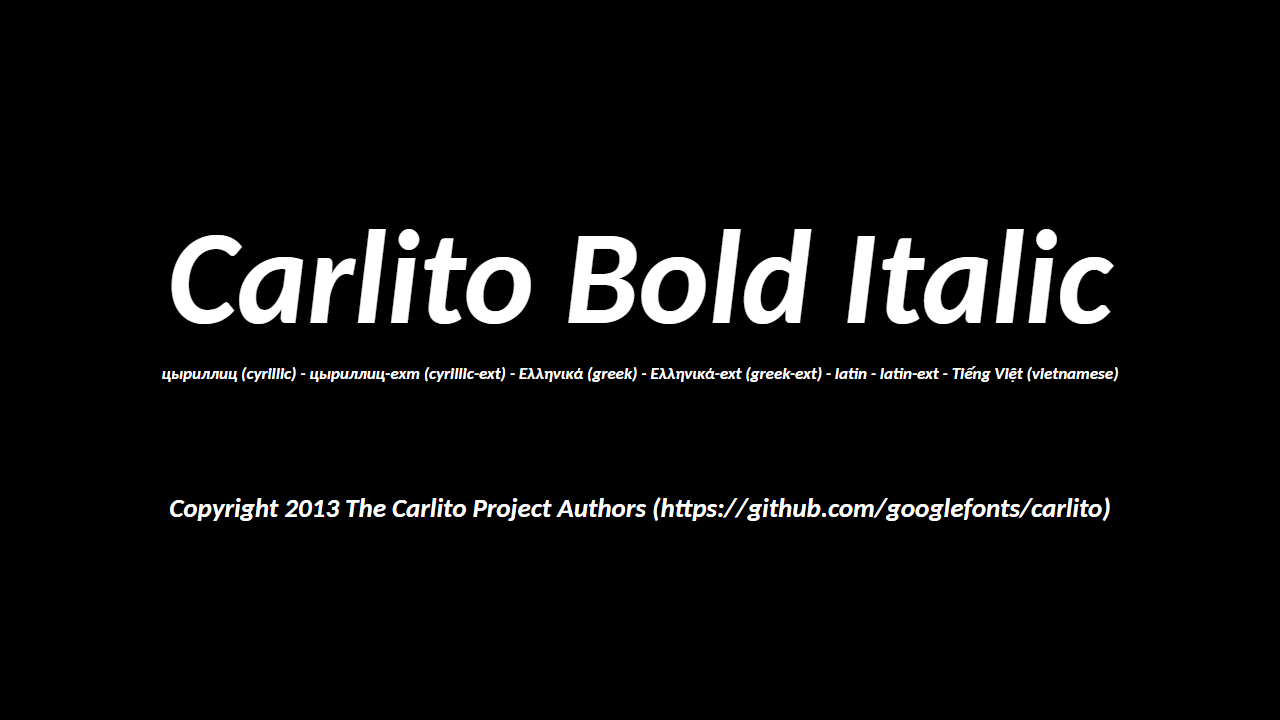 Carlito Bold Italic
цыриллиц (cyrillic) - цыриллиц-ехт (cyrillic-ext) - Ελληνικά (greek) - Ελληνικά-ext (greek-ext) - latin - latin-ext - Tiếng Việt (vietnamese)
Copyright 2013 The Carlito Project Authors (https://github.com/googlefonts/carlito)